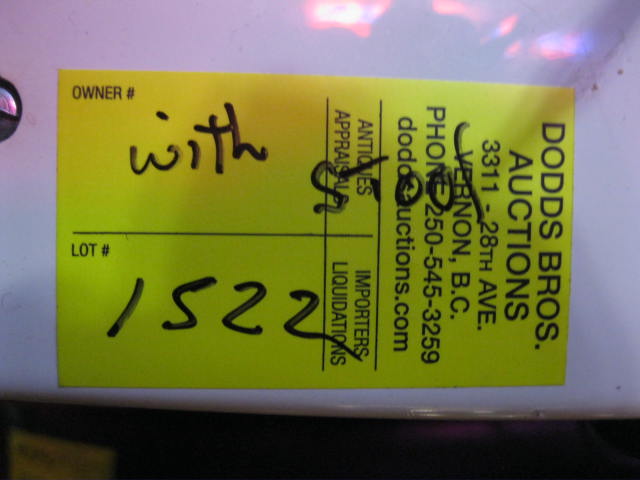 OWNER #
with
LOT #
1522
DODDS BROS.
AUCTIONS
3311 - 28TH AVE.
VERNON, B.C.
PHONE 250-545-3259
doddsauctions.com
ANTIQUES
APPRAISALS
IMPORTERS
LIQUIDATIONS